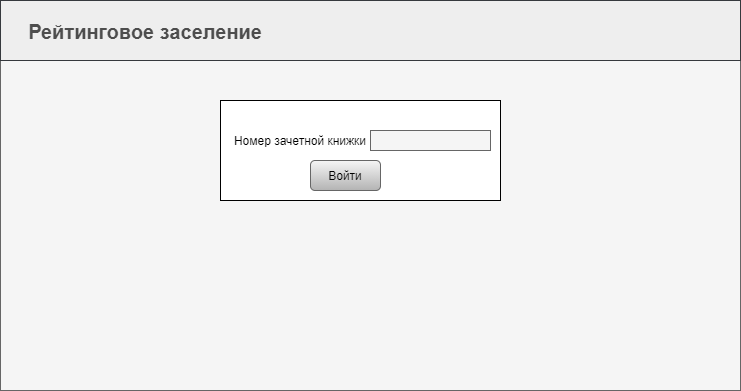 Рейтинговое заселение
Номер зачетной книжки
Войти